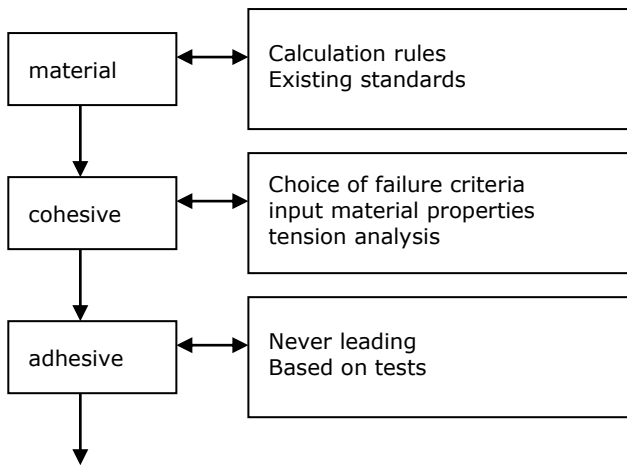 material
Calculation rules
Existing standards
cohesive
Choice of failure criteria
input material properties
tension analysis
adhesive
Never leading
Based on tests